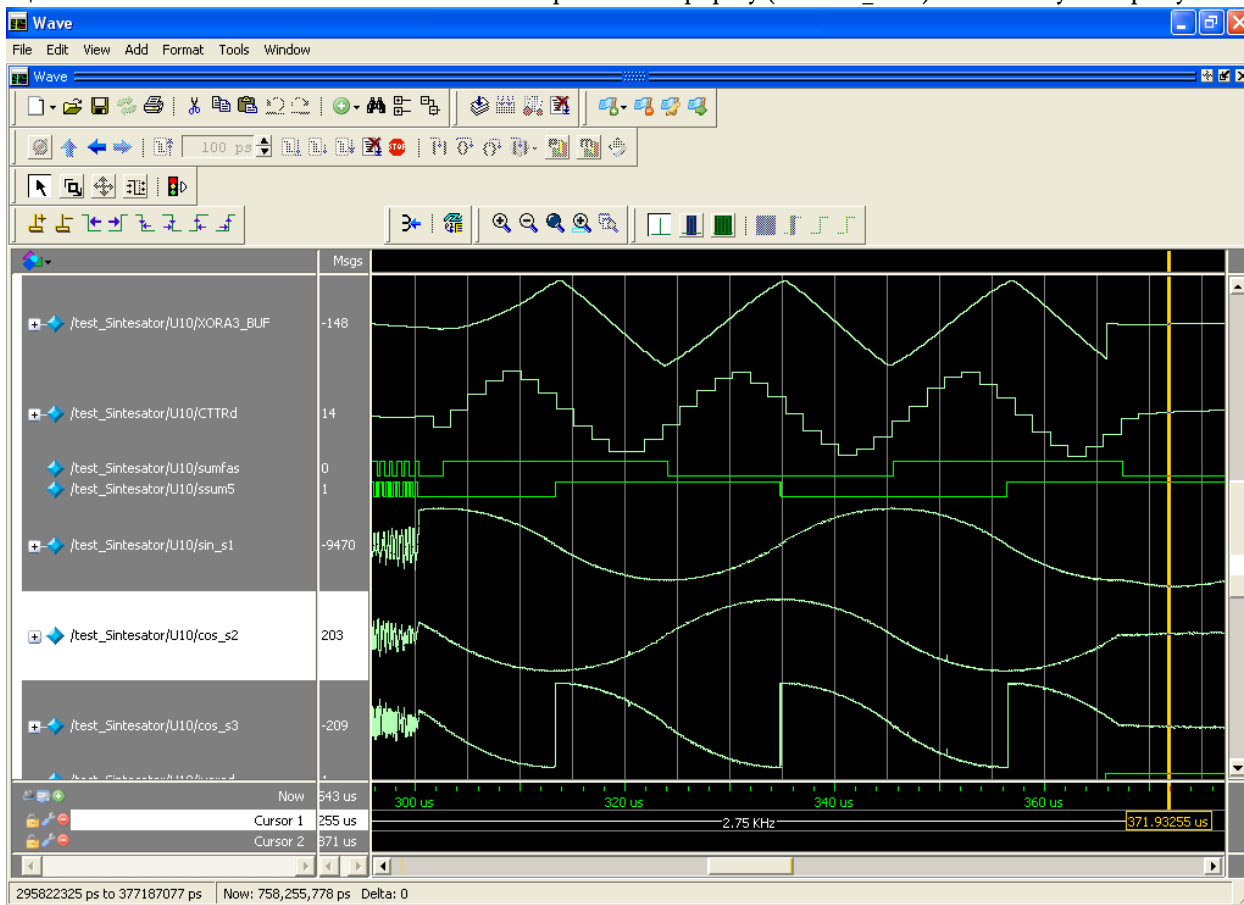 Wave
File Edit View Add Format Tools Window
Wave
100 ps
Msgs
/test_Sintesator/U10/XORA3_BUF -148
/test_Sintesator/U10/CTTRd 14
/test_Sintesator/U10/sumfas 0
/test_Sintesator/U10/ssum5 1
/test_Sintesator/U10/sin_s1 -9470
/test_Sintesator/U10/cos_s2 203
/test_Sintesator/U10/cos_s3 -209
Now 543 us
300 us 320 us 340 us 360 us
Cursor 1 255 us
2.75 KHz
371.93255 us
Cursor 2 871 us
295822325 ps to 377187077 ps Now: 758,255,778 ps Delta: 0